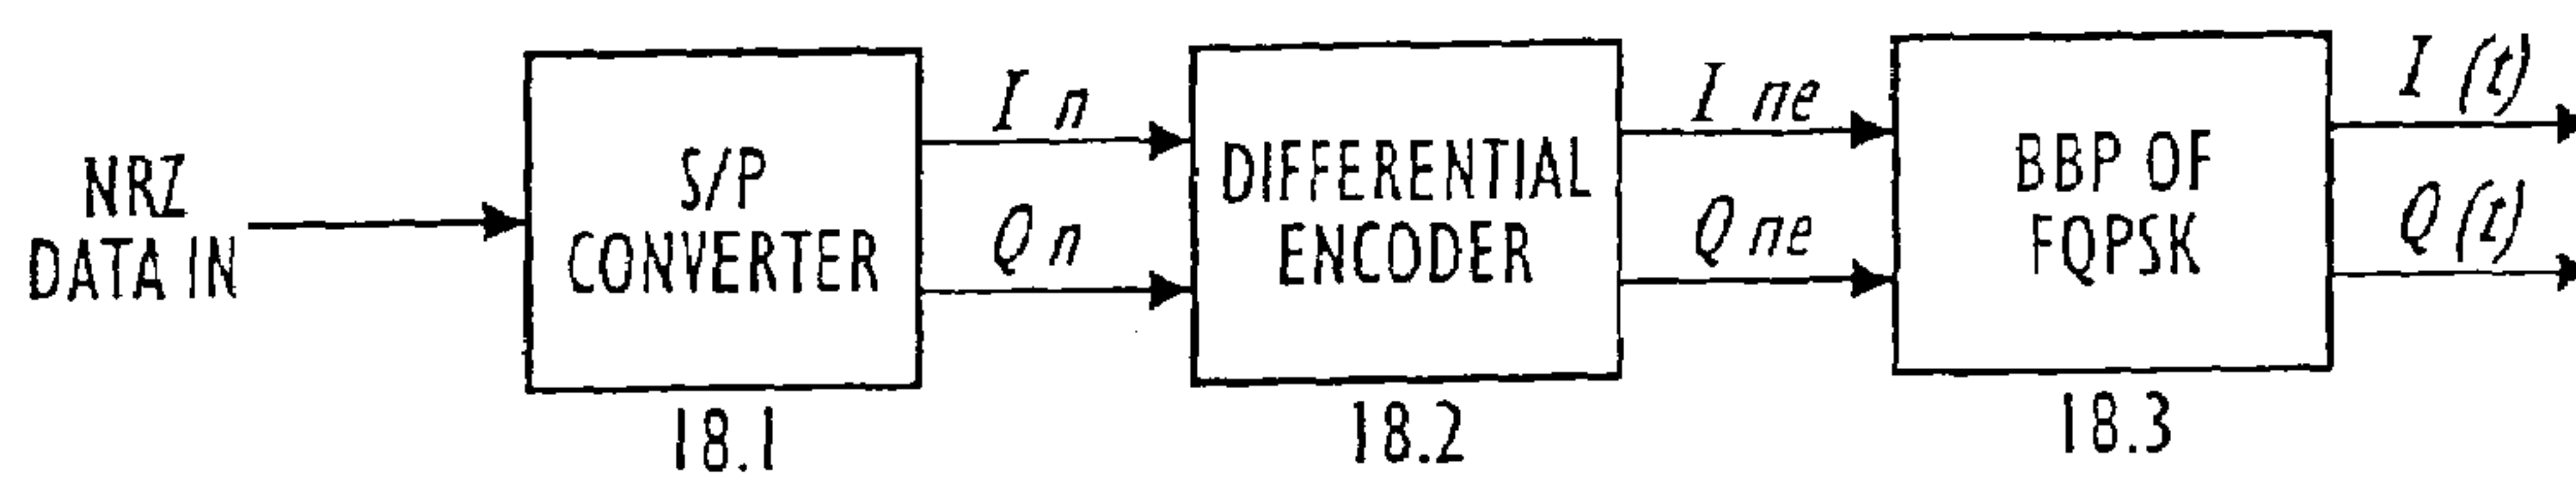 NRZ
DATA IN
S/P
CONVERTER
18.1
I n
Q n
DIFFERENTIAL
ENCODER
18.2
I ne
Q ne
BBP OF
FQPSK
18.3
I (t)
Q (t)